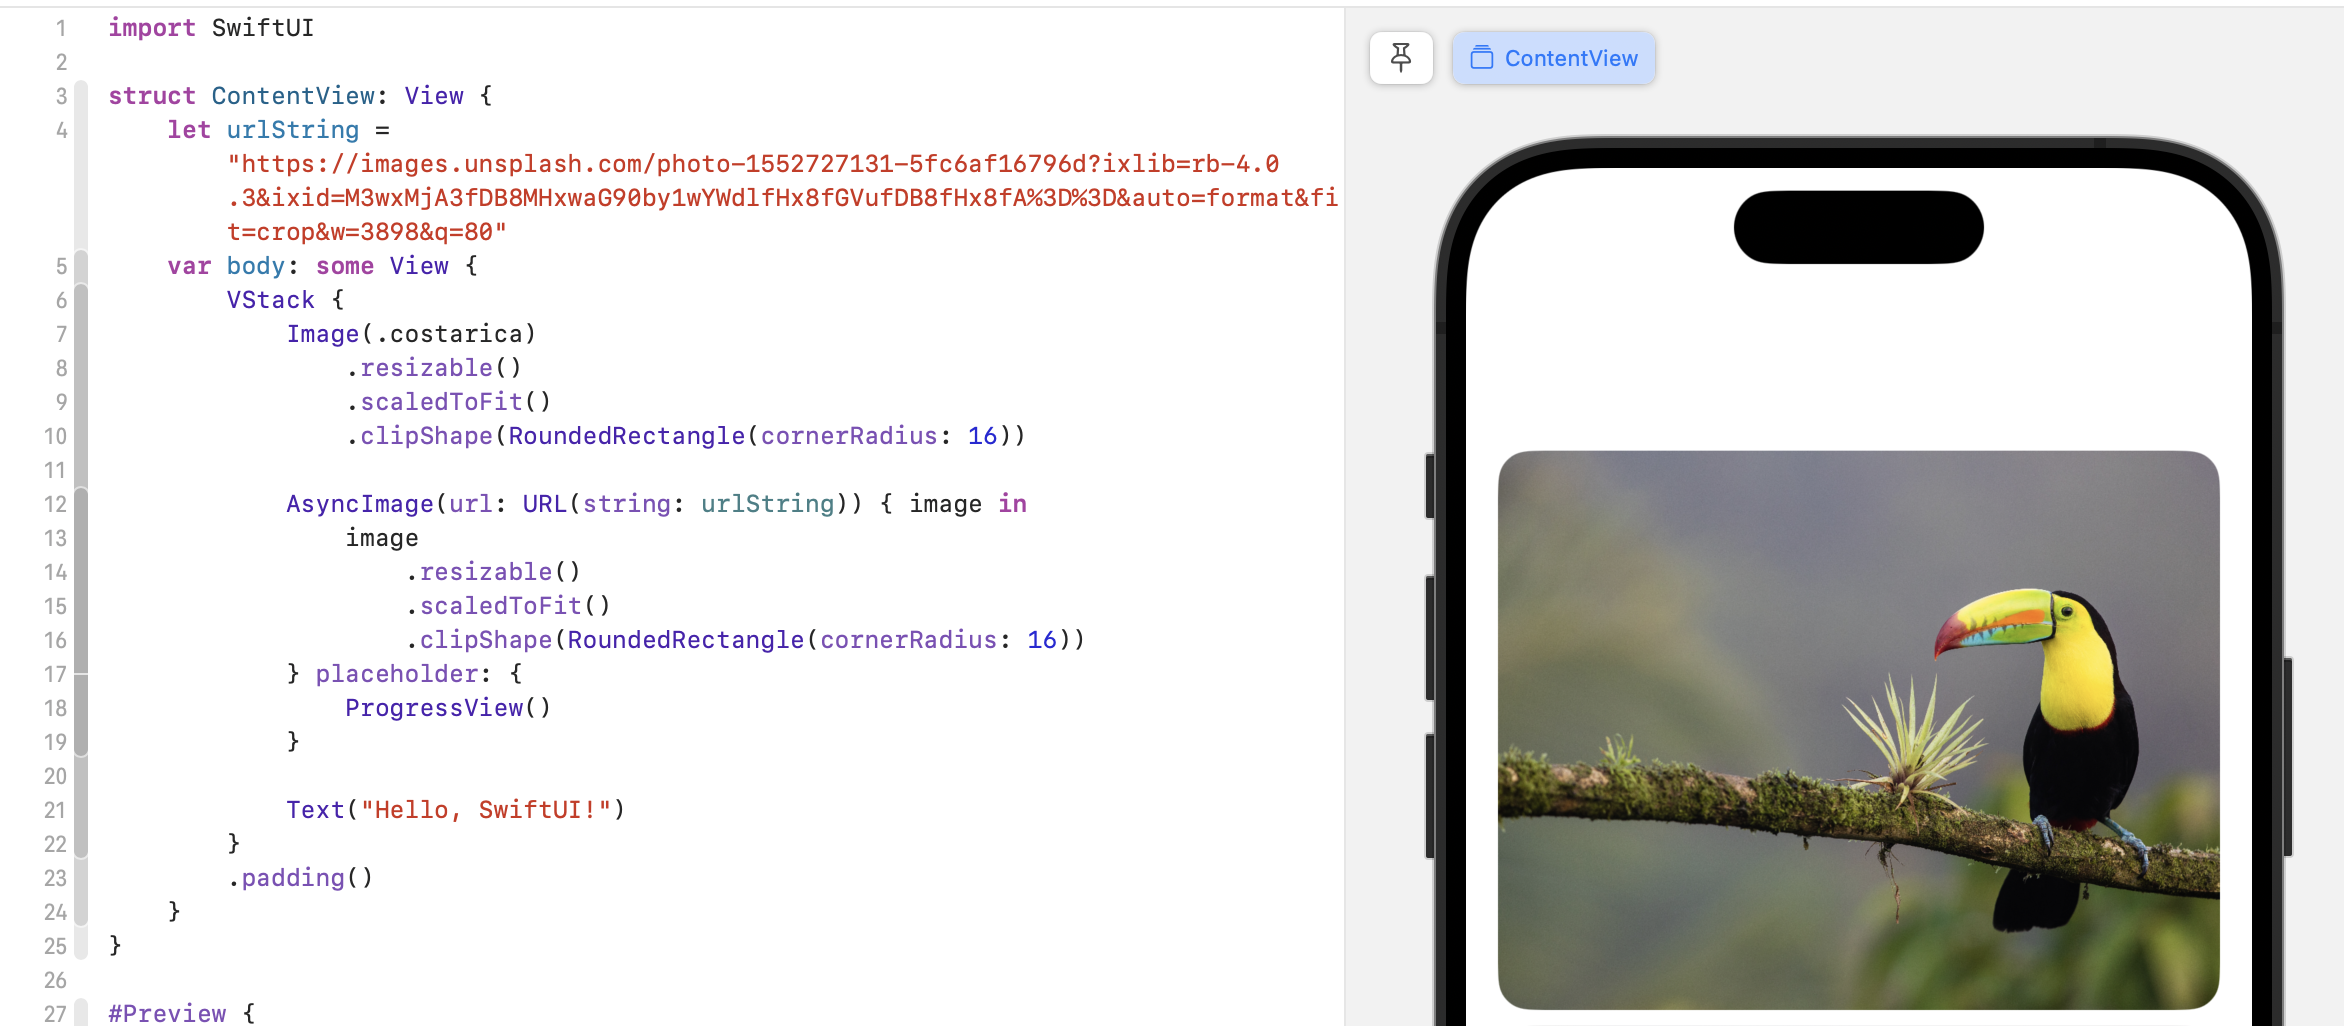 1 import SwiftUI
2
3 struct ContentView: View {
4 let urlString =
"https://images.unsplash.com/photo-1552727131-5fc6af16796d?ixlib=rb-4.0
.3&ixid=M3wxMjA3fDB8MHxwaG90by1wYWdlfHx8fGVufDB8fHx8fA%3D%3D&auto=format&fi
t=crop&w=3898&q=80"
5 var body: some View {
6 VStack {
7 Image(.costarica)
8 .resizable()
9 .scaledToFit()
10 .clipShape(RoundedRectangle(cornerRadius: 16))
11
12 AsyncImage(url: URL(string: urlString)) { image in
13 image
14 .resizable()
15 .scaledToFit()
16 .clipShape(RoundedRectangle(cornerRadius: 16))
17 } placeholder: {
18 ProgressView()
19 }
20
21 Text("Hello, SwiftUI!")
22 }
23 .padding()
24 }
25 }
26
27 #Preview {
ContentView